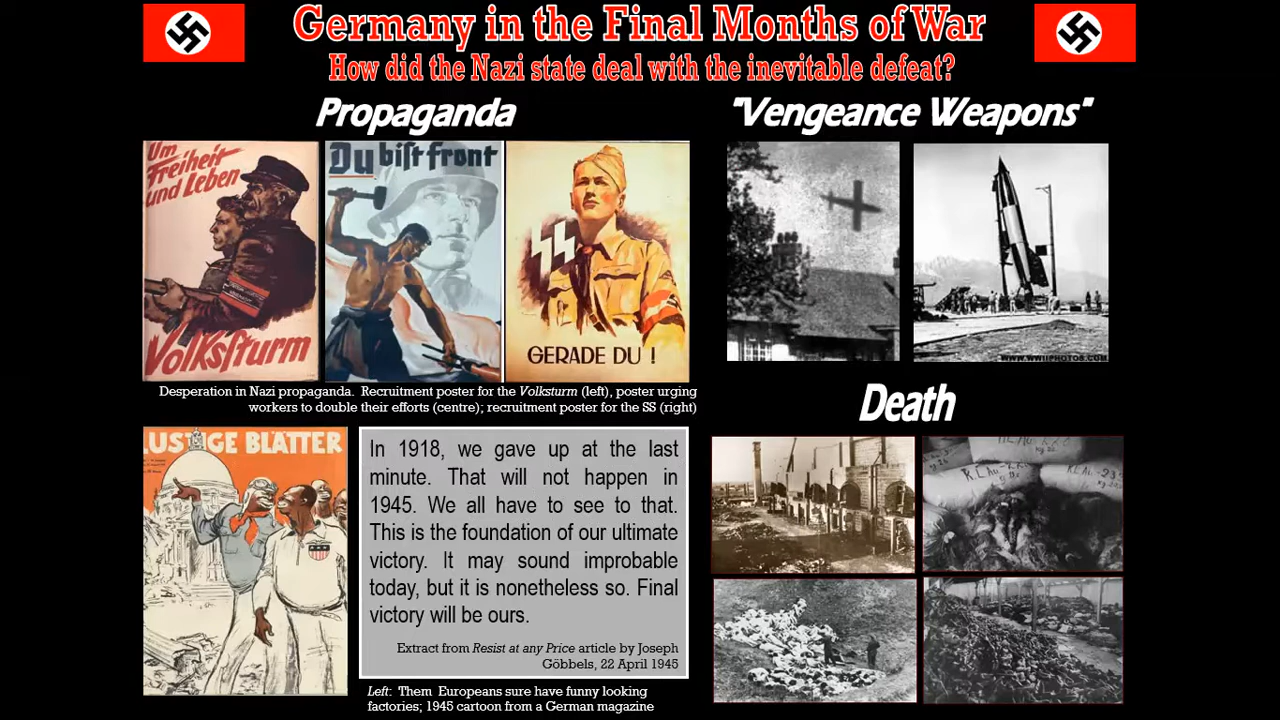 Germany in the Final Months of War
How did the Nazi state deal with the inevitable defeat?
Propaganda
"Vengeance Weapons"
Um
Freiheit
und Leben
Volkssturm
Du bist front
SS
GERADE DU !
WWW.WWIIPHOTOS.COM
Desperation in Nazi propaganda. Recruitment poster for the Volksturm (left), poster urging
workers to double their efforts (centre); recruitment poster for the SS (right)
Death
LUSTIGE BLÄTTER
In 1918, we gave up at the last
minute. That will not happen in
1945. We all have to see to that.
This is the foundation of our ultimate
victory. It may sound improbable
today, but it is nonetheless so. Final
victory will be ours.
Extract from Resist at any Price article by Joseph
Göbbels, 22 April 1945
Left: Them Europeans sure have funny looking
factories; 1945 cartoon from a German magazine